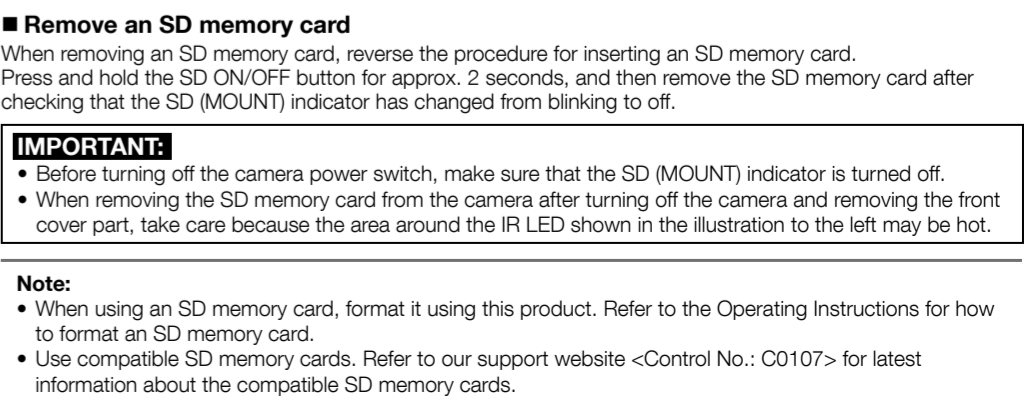 ■ Remove an SD memory card
When removing an SD memory card, reverse the procedure for inserting an SD memory card.
Press and hold the SD ON/OFF button for approx. 2 seconds, and then remove the SD memory card after
checking that the SD (MOUNT) indicator has changed from blinking to off.
IMPORTANT:
• Before turning off the camera power switch, make sure that the SD (MOUNT) indicator is turned off.
• When removing the SD memory card from the camera after turning off the camera and removing the front
cover part, take care because the area around the IR LED shown in the illustration to the left may be hot.
Note:
• When using an SD memory card, format it using this product. Refer to the Operating Instructions for how
to format an SD memory card.
• Use compatible SD memory cards. Refer to our support website <Control No.: C0107> for latest
information about the compatible SD memory cards.